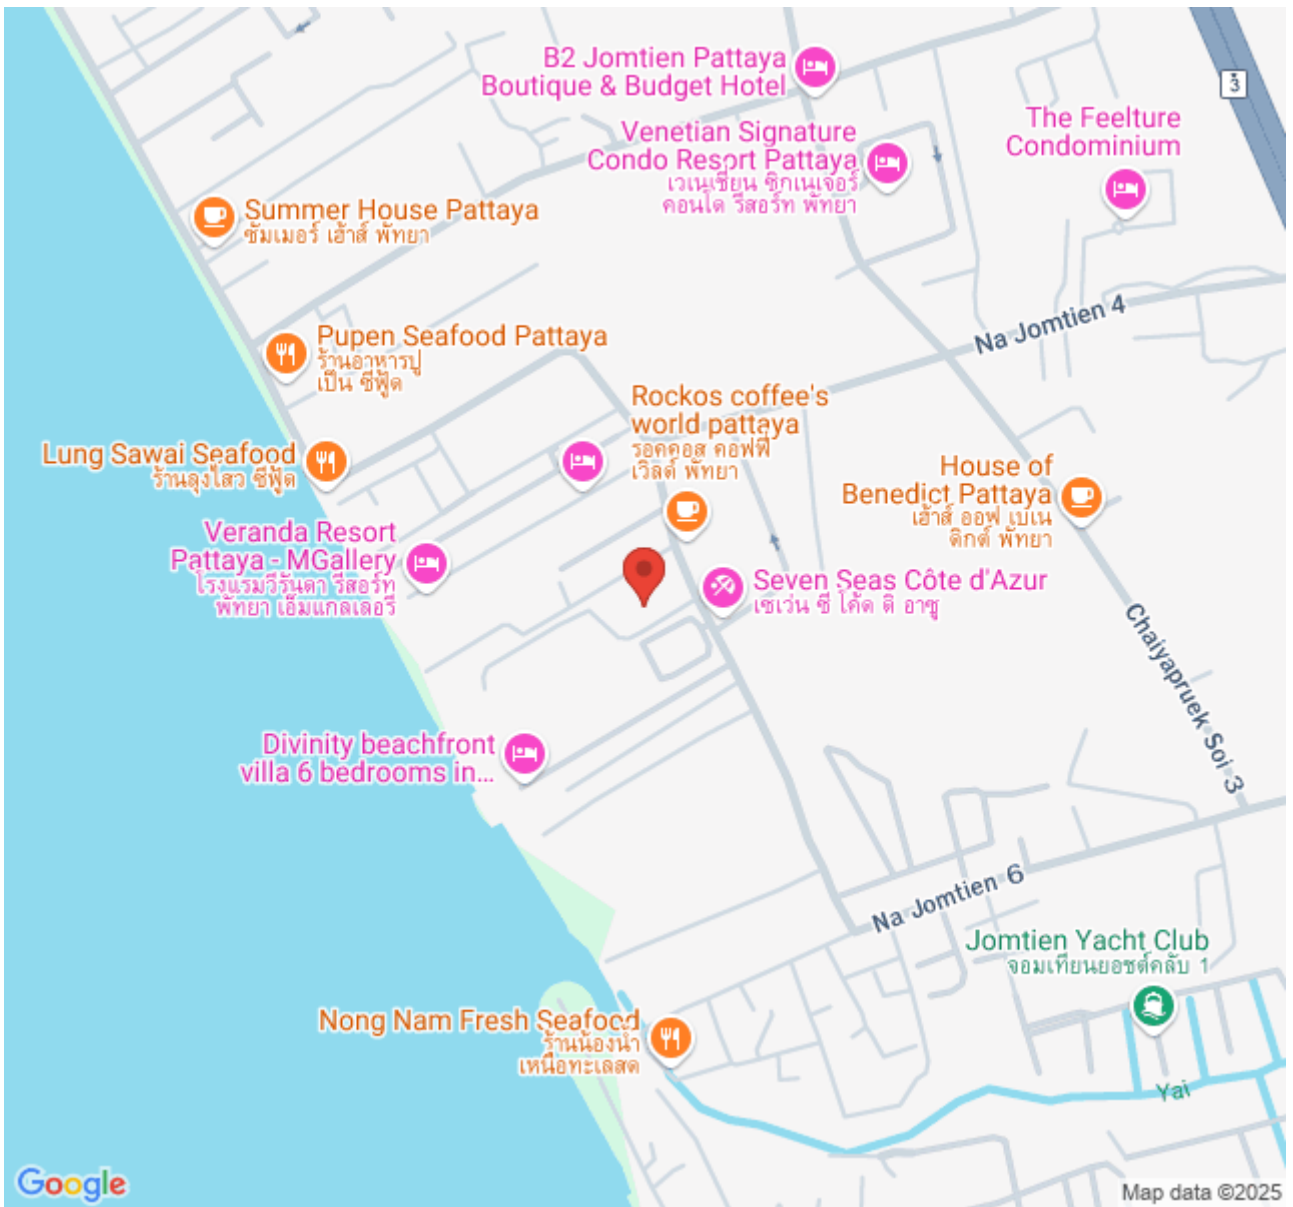 B2 Jomtien Pattaya
Boutique & Budget Hotel
3
The Feelture
Condominium
Venetian Signature
Condo Resort Pattaya
เวเนเชี่ยน ซิกเนเจอร์
คอนโด รีสอร์ท พัทยา
Summer House Pattaya
ซัมเมอร์ เฮ้าส์ พัทยา
Na Jomtien 4
Pupen Seafood Pattaya
ร้านอาหารปู
เป็น ซีฟู้ด
Rockos coffee's
world pattaya
รอคคอส คอฟฟี่
เวิลด์ พัทยา
Lung Sawai Seafood
ร้านลุงไสว ซีฟู้ด
House of
Benedict Pattaya
เฮ้าส์ ออฟ เบเน
ดิกต์ พัทยา
Veranda Resort
Pattaya - MGallery
โรงแรมวีรันดา รีสอร์ท
พัทยา เอ็มแกลเลอรี
Seven Seas Côte d'Azur
เซเว่น ซี โค้ด ดิ อาซู
Chaiyapruek Soi 3
Divinity beachfront
villa 6 bedrooms in...
Na Jomtien 6
Jomtien Yacht Club
จอมเทียนยอชต์คลับ 1
Nong Nam Fresh Seafood
ร้านน้องน้ำ
เหนือทะเลสด
Yai
Google
Map data ©2025